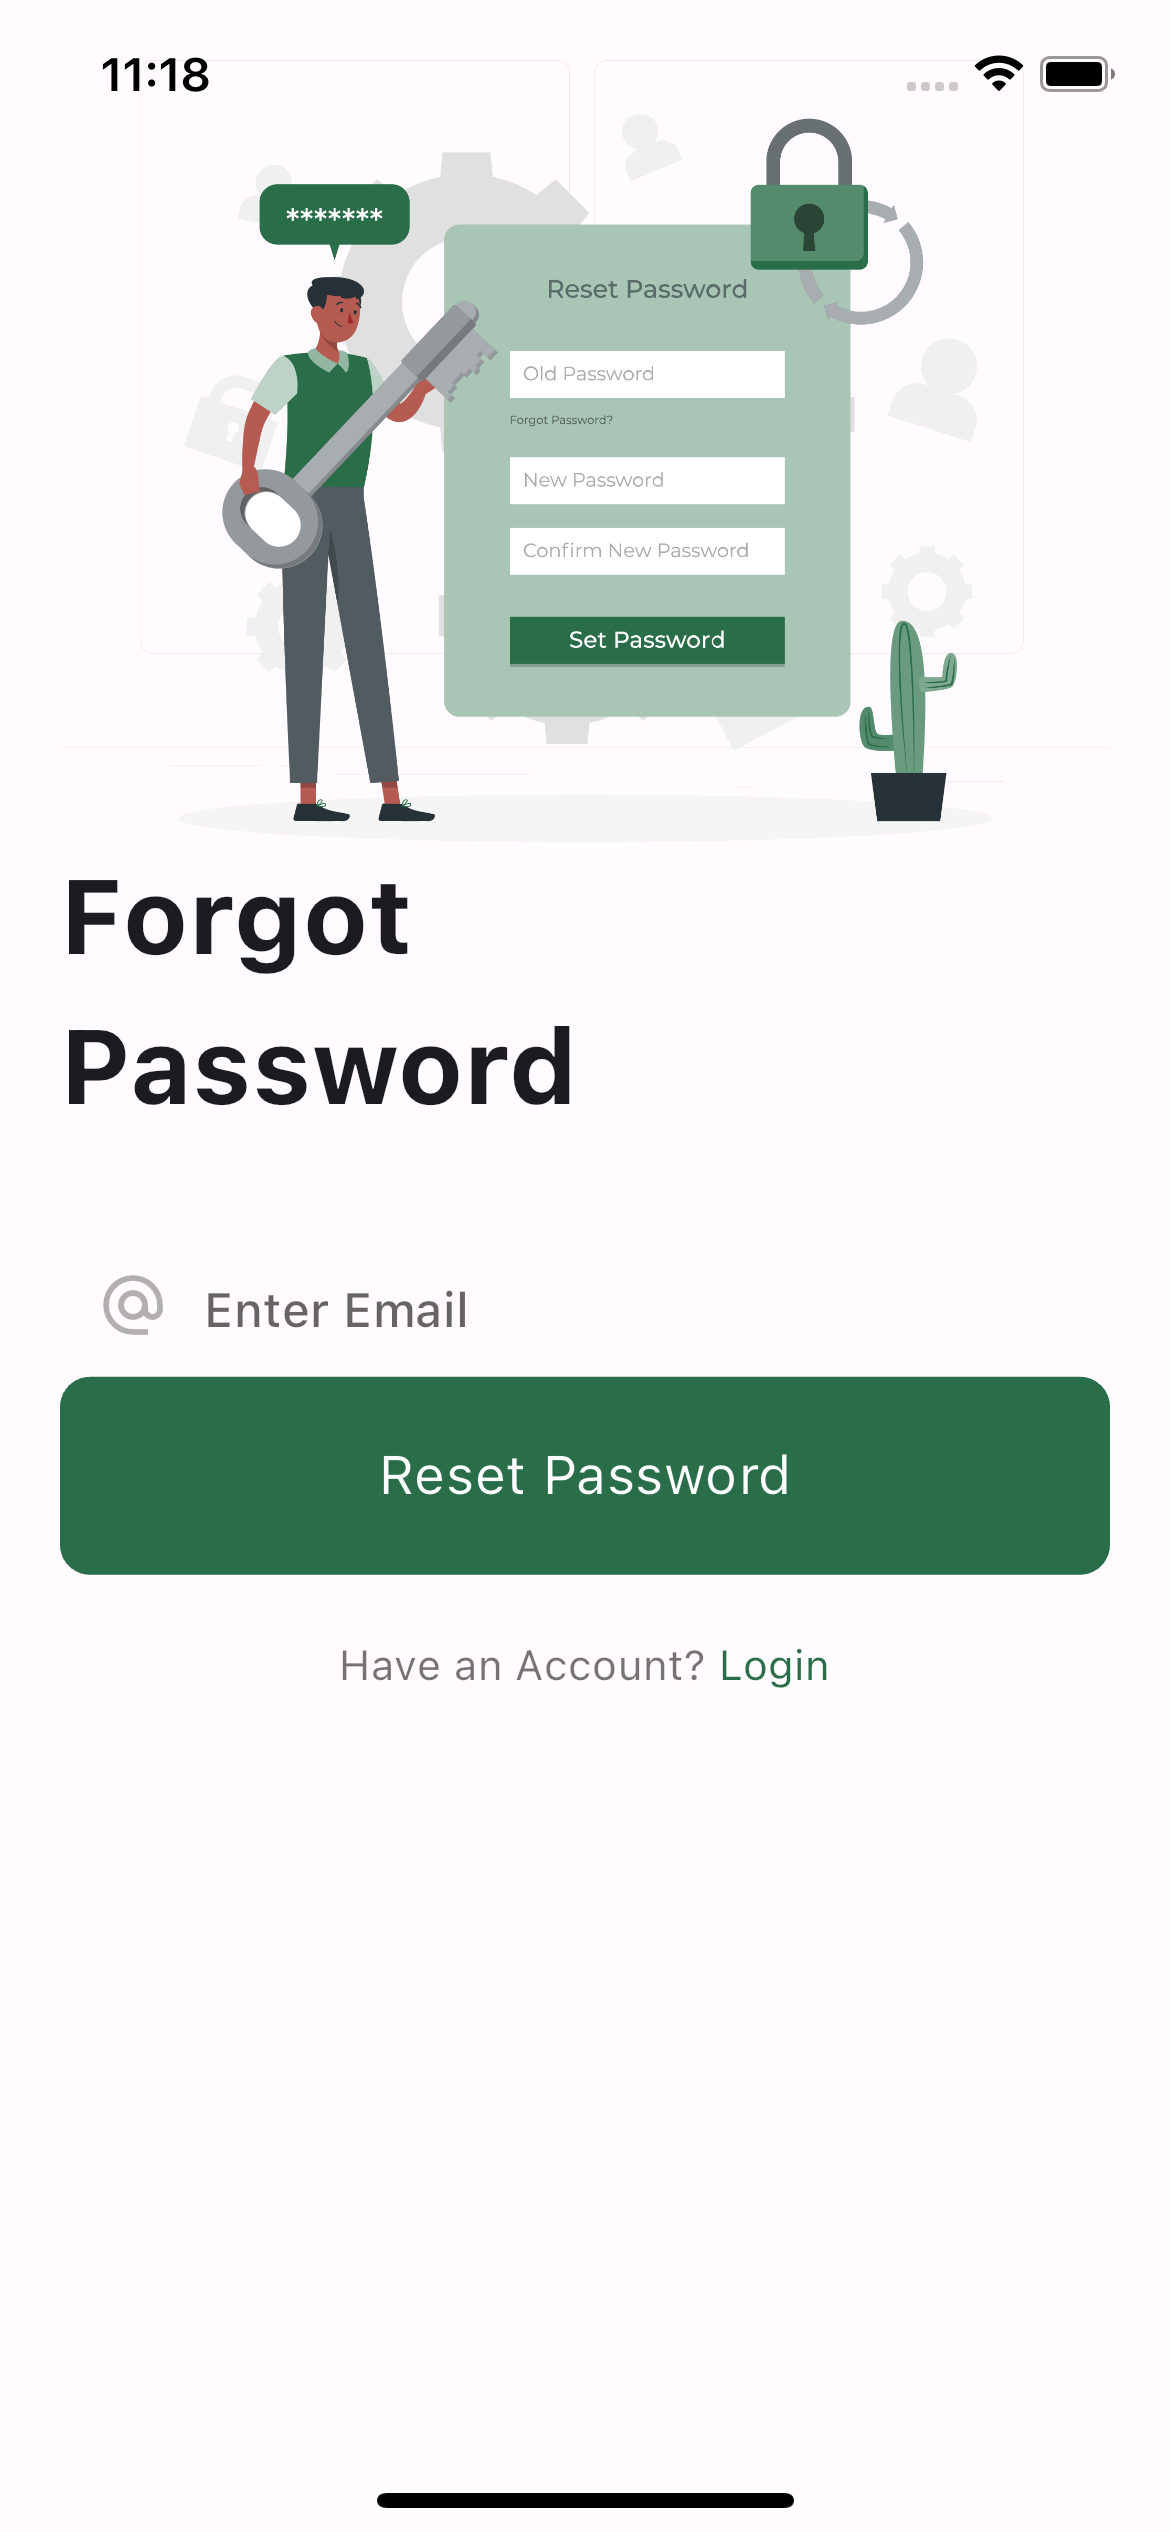 11:18
*******
Reset Password
Old Password
Forgot Password?
New Password
Confirm New Password
Set Password
Forgot
Password
Enter Email
Reset Password
Have an Account? Login